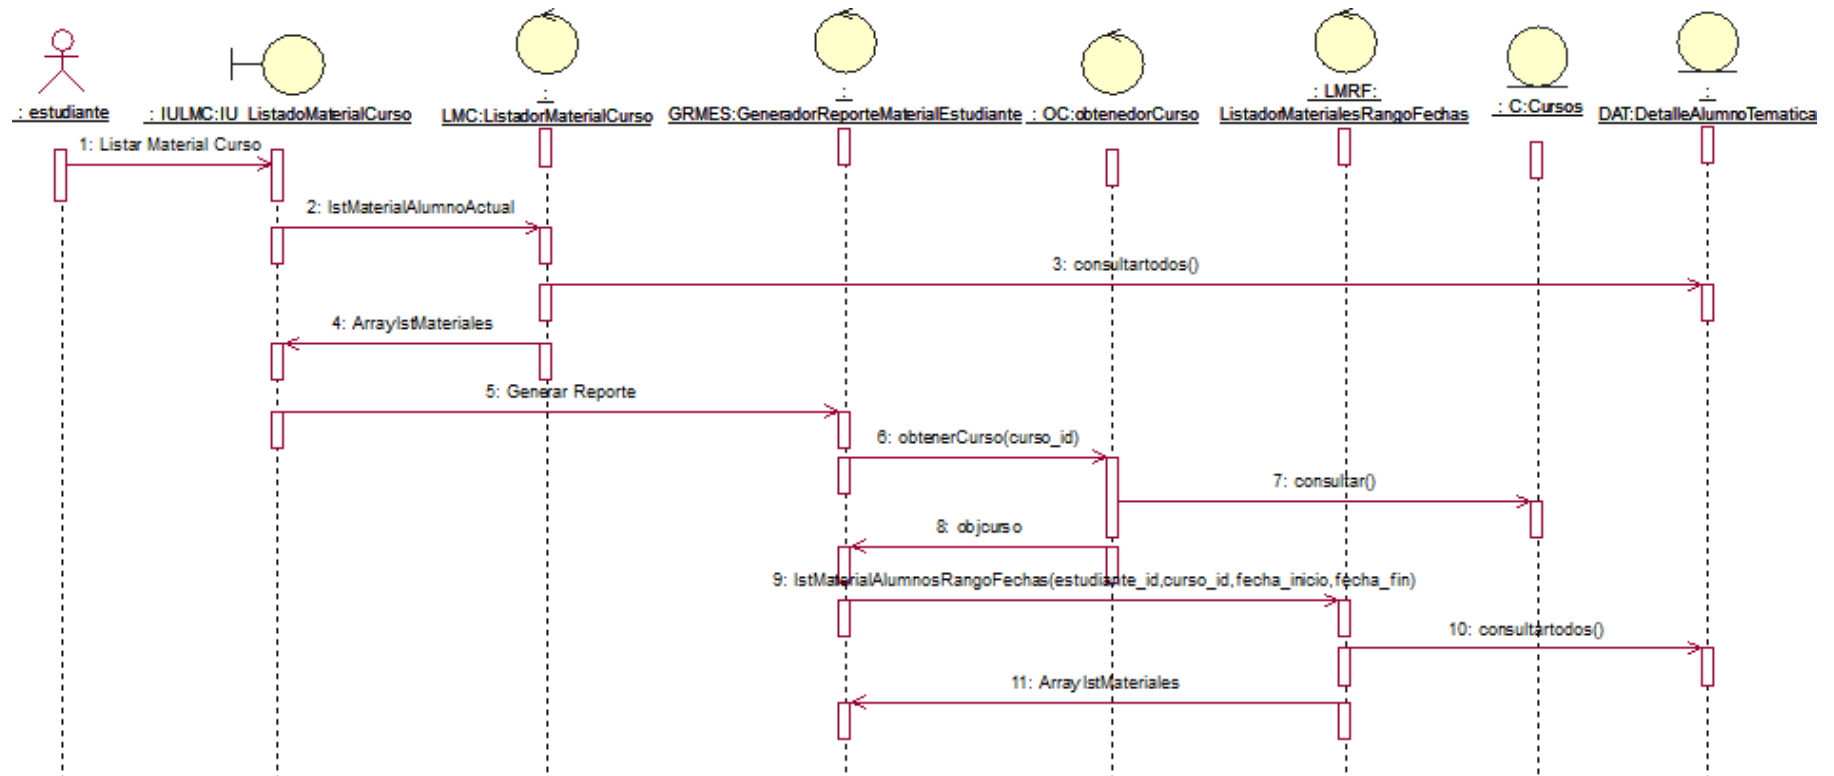 : estudiante
: IULMC:IU_ListadoMaterialCurso
:
LMC:ListadorMaterialCurso
:
GRMES:GeneradorReporteMaterialEstudiante
: OC:obtenedorCurso
: LMRF:
ListadorMaterialesRangoFechas
: C:Cursos
:
DAT:DetalleAlumnoTematica
1: Listar Material Curso
2: lstMaterialAlumnoActual
3: consultartodos()
4: ArraylstMateriales
5: Generar Reporte
6: obtenerCurso(curso_id)
7: consultar()
8: objcurso
9: lstMaterialAlumnosRangoFechas(estudiante_id,curso_id,fecha_inicio,fecha_fin)
10: consultartodos()
11: ArraylstMateriales